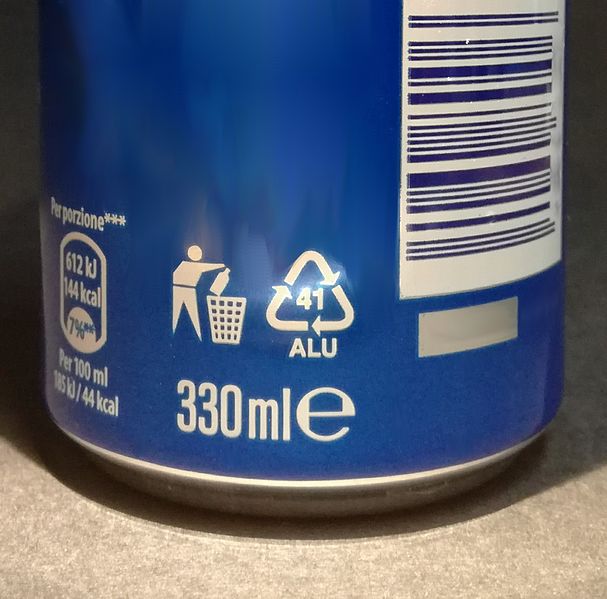 Per porzione***
612 kJ
144 kcal
7%**
Per 100 ml
185 kJ / 44 kcal
41
ALU
330ml℮